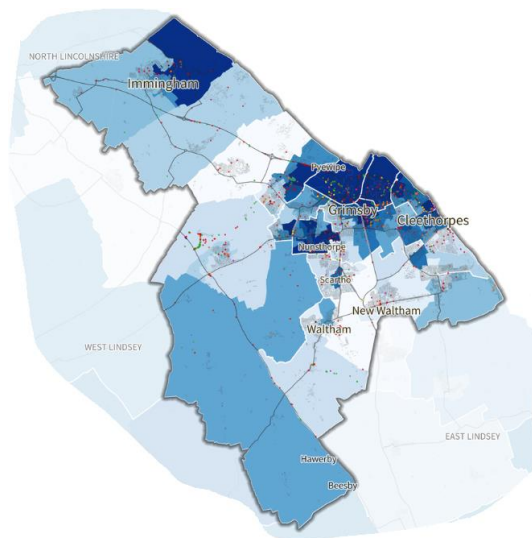 NORTH LINCOLNSHIRE
Immingham
Pyewipe
Grimsby
Cleethorpes
Nunsthorpe
Scartho
New Waltham
Waltham
WEST LINDSEY
EAST LINDSEY
Hawerby
Beesby